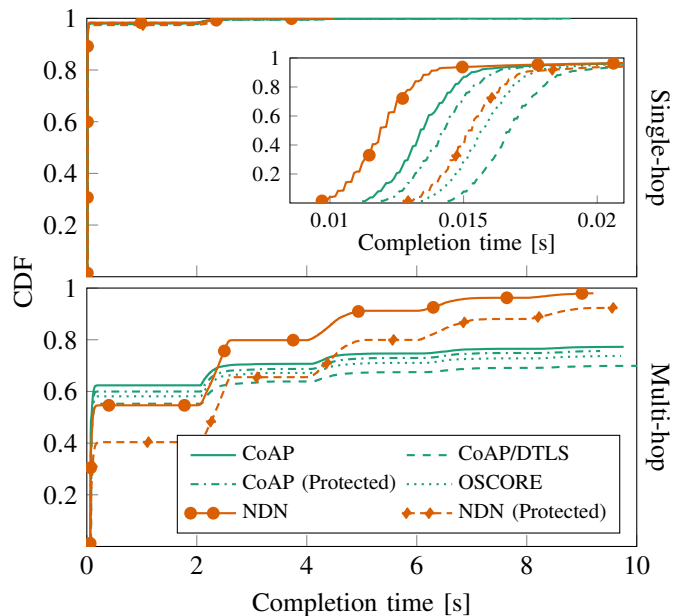 1
0.8
0.6
0.4
0.2
1
0.8
0.6
0.4
0.2
0.01
0.015
0.02
Completion time [s]
Single-hop
CDF
1
0.8
0.6
0.4
0.2
Multi-hop
CoAP
CoAP/DTLS
CoAP (Protected)
OSCORE
NDN
NDN (Protected)
0
2
4
6
8
10
Completion time [s]